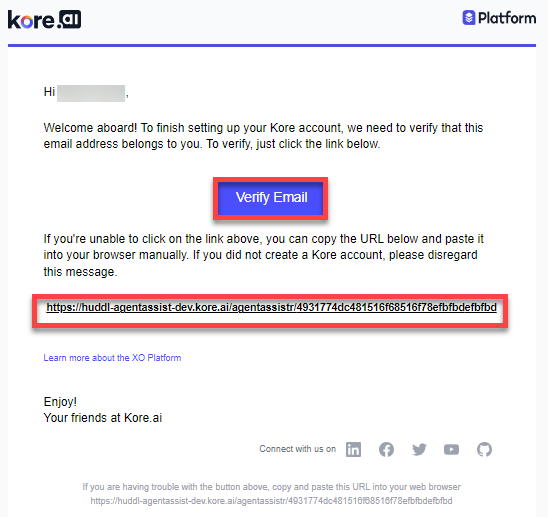 kore.ai
Platform
Hi ,
Welcome aboard! To finish setting up your Kore account, we need to verify that this
email address belongs to you. To verify, just click the link below.
Verify Email
If you're unable to click on the link above, you can copy the URL below and paste it
into your browser manually. If you did not create a Kore account, please disregard
this message.
https://huddl-agentassist-dev.kore.ai/agentassistr/4931774dc481516f68516f78efbfbdefbfbd
Learn more about the XO Platform
Enjoy!
Your friends at Kore.ai
Connect with us on
If you are having trouble with the button above, copy and paste this URL into your web browser
https://huddl-agentassist-dev.kore.ai/agentassistr/4931774dc481516f68516f78efbfbdefbfbd